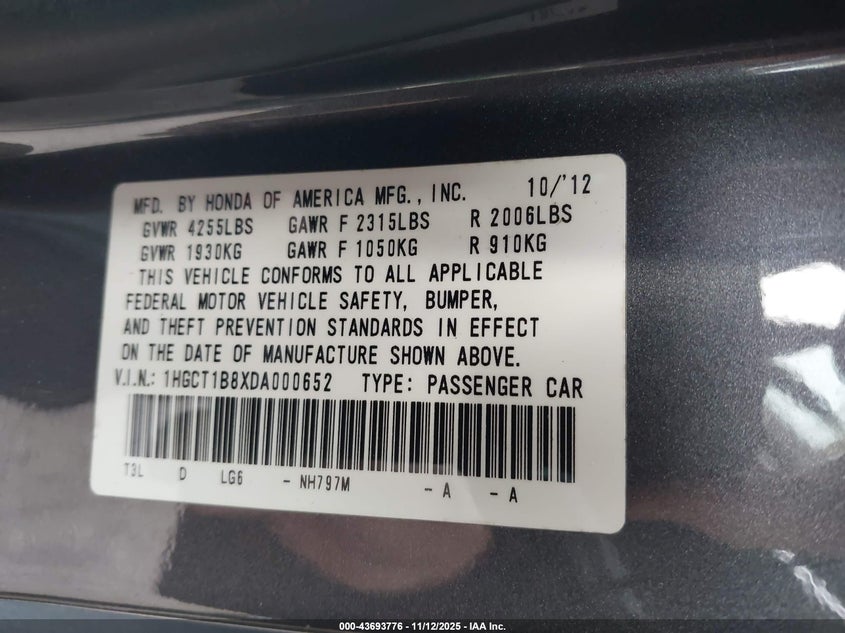 MFD. BY HONDA OF AMERICA MFG., INC. 10/'12
GVWR 4255LBS GAWR F 2315LBS R 2006LBS
GVWR 1930KG GAWR F 1050KG R 910KG
THIS VEHICLE CONFORMS TO ALL APPLICABLE
FEDERAL MOTOR VEHICLE SAFETY, BUMPER,
AND THEFT PREVENTION STANDARDS IN EFFECT
ON THE DATE OF MANUFACTURE SHOWN ABOVE.
V.I.N.: 1HGCT1B8XDA000652 TYPE: PASSENGER CAR
T3L D LG6 - NH797M - A - A
000-43693776 - 11/12/2025 - IAA Inc.